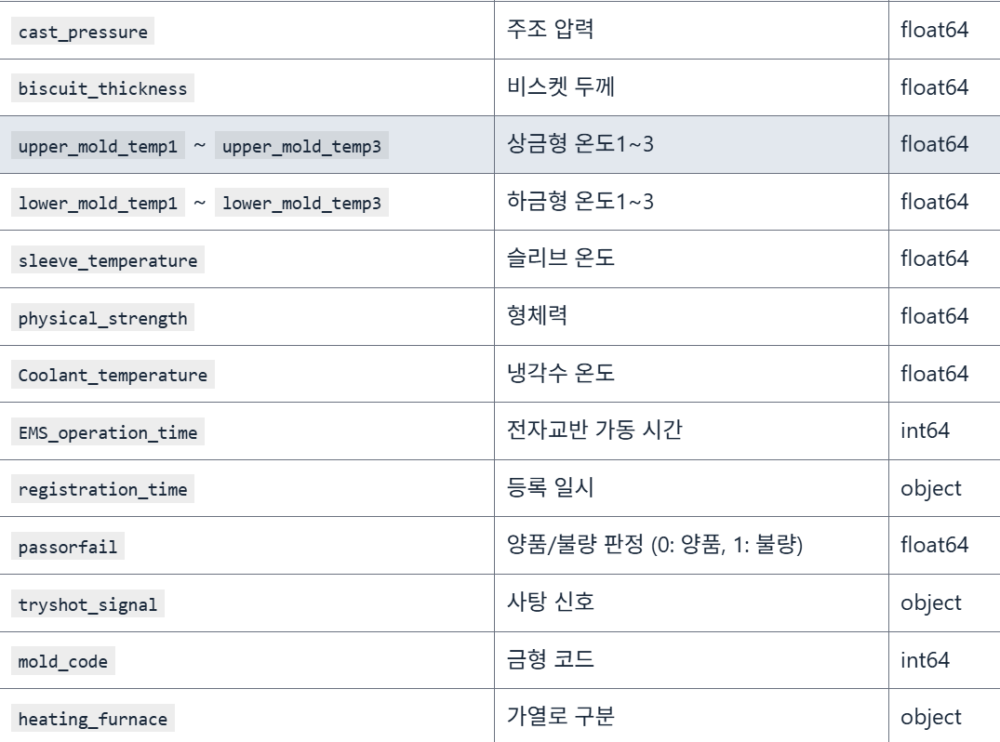 cast_pressure 주조 압력 float64
biscuit_thickness 비스켓 두께 float64
upper_mold_temp1 ~ upper_mold_temp3 상금형 온도1~3 float64
lower_mold_temp1 ~ lower_mold_temp3 하금형 온도1~3 float64
sleeve_temperature 슬리브 온도 float64
physical_strength 형체력 float64
Coolant_temperature 냉각수 온도 float64
EMS_operation_time 전자교반 가동 시간 int64
registration_time 등록 일시 object
passorfail 양품/불량 판정 (0: 양품, 1: 불량) float64
tryshot_signal 사탕 신호 object
mold_code 금형 코드 int64
heating_furnace 가열로 구분 object